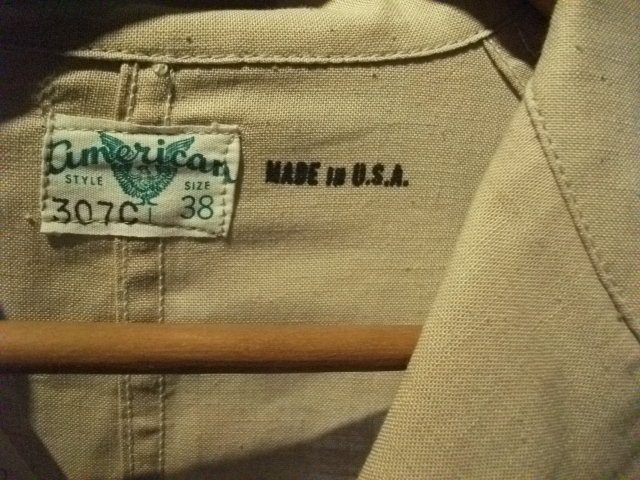 american
STYLE SIZE
307C 38
MADE IN U.S.A.